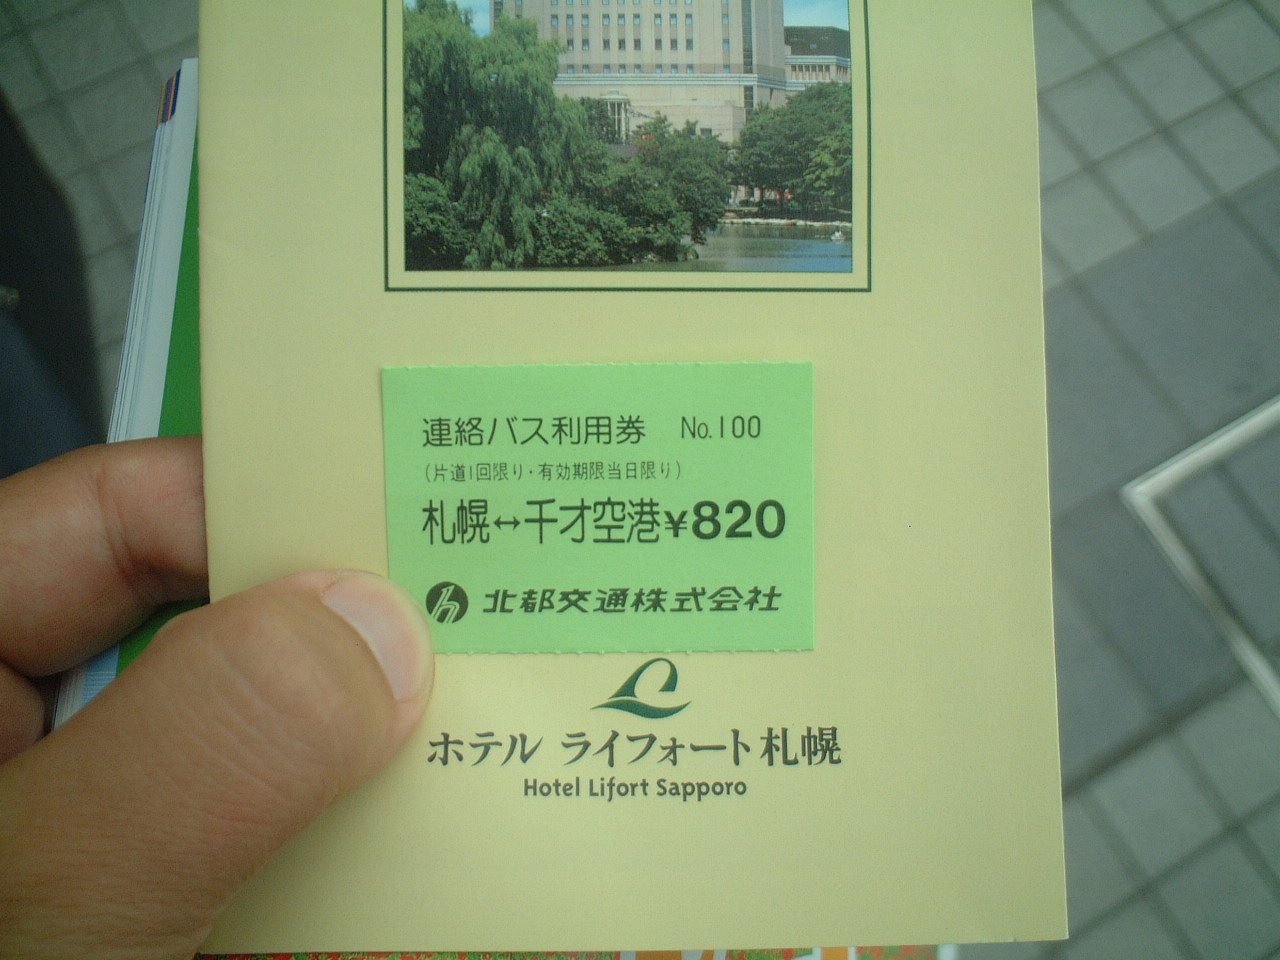 連絡バス利用券 No.100
(片道1回限り・有効期限当日限り)
札幌↔千才空港¥820
h 北都交通株式会社
ホテル ライフォート札幌
Hotel Lifort Sapporo